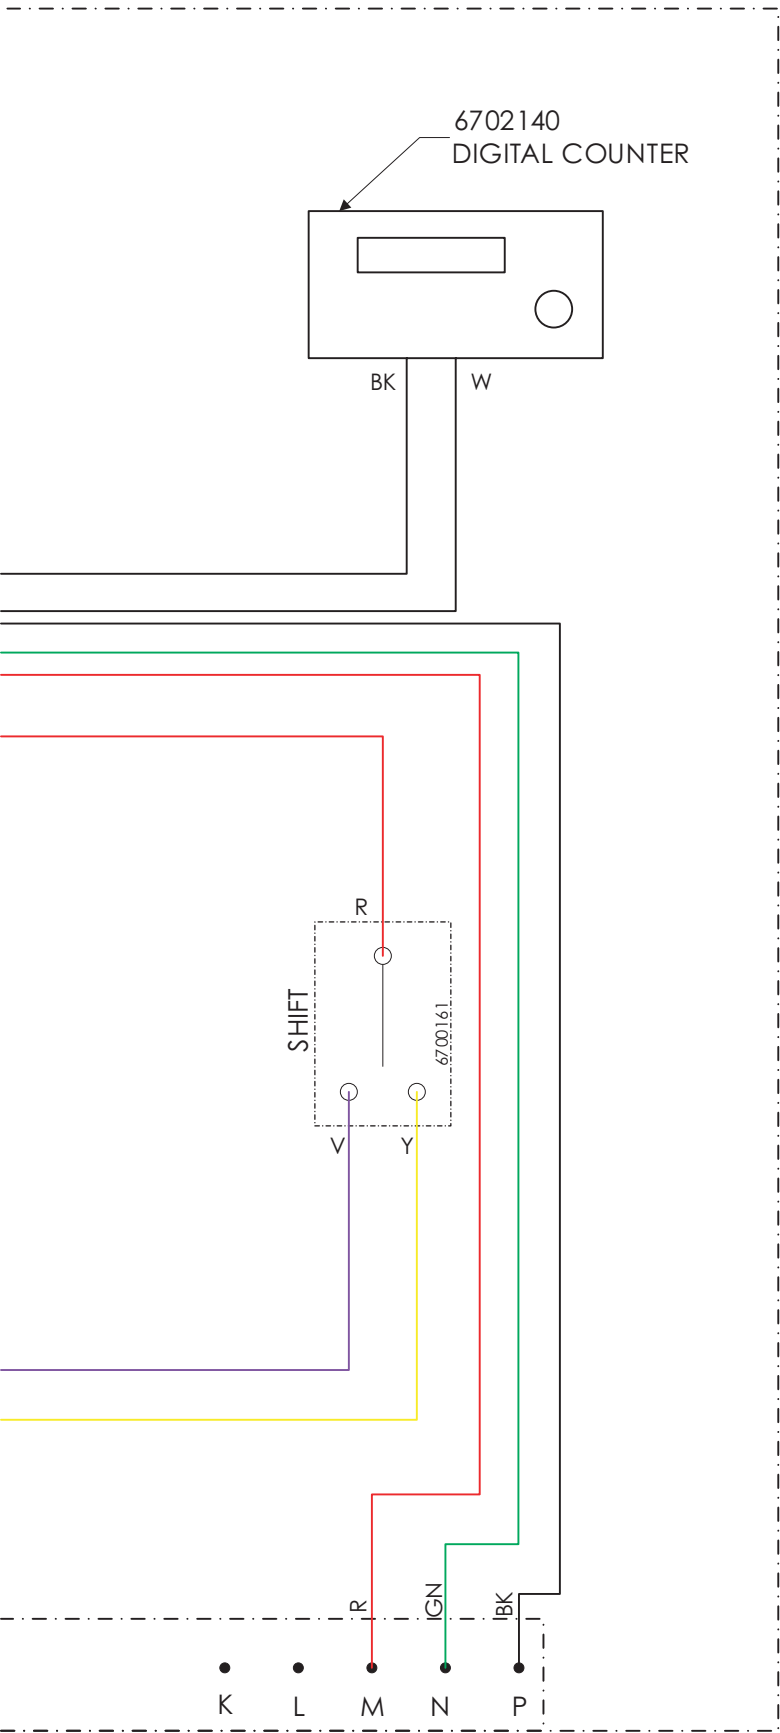 6702140
DIGITAL COUNTER
BK
W
R
SHIFT
6700161
V
Y
R
GN
BK
K
L
M
N
P